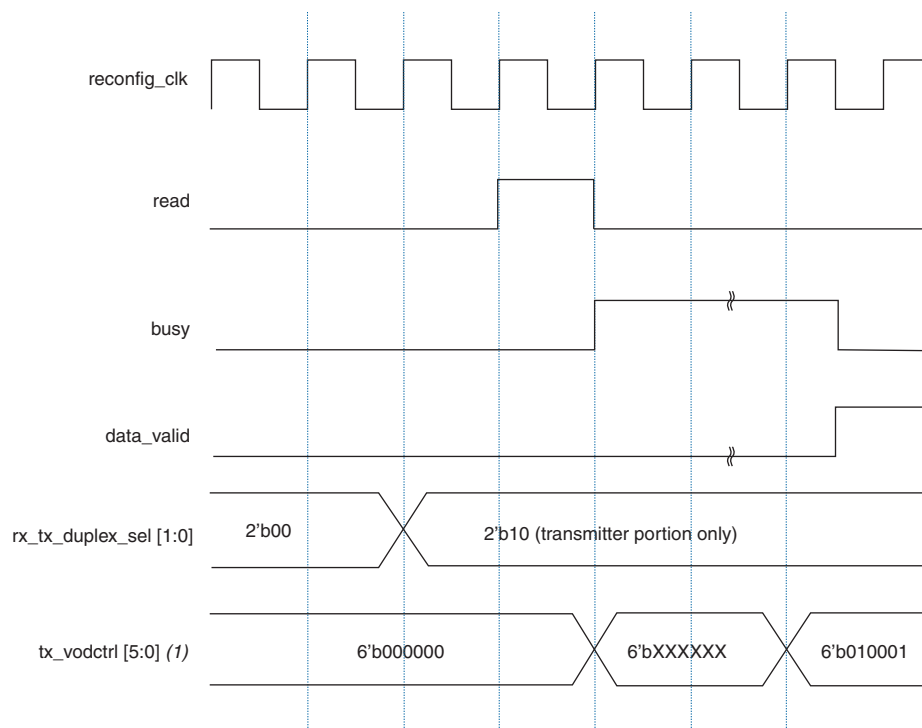 reconfig_clk
read
busy
data_valid
rx_tx_duplex_sel [1:0]
2'b00
2'b10 (transmitter portion only)
tx_vodctrl [5:0] (1)
6'b000000
6'bXXXXXX
6'b010001